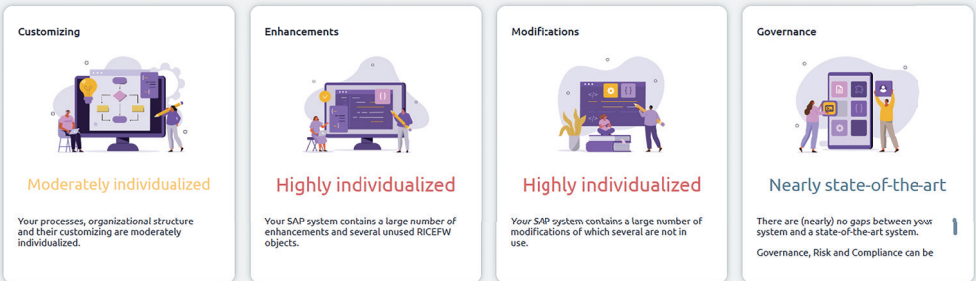 Customizing
Moderately individualized
Your processes, organizational structure
and their customizing are moderately
individualized.
Enhancements
Highly individualized
Your SAP system contains a large number of
enhancements and several unused RICEFW
objects.
Modifications
Highly individualized
Your SAP system contains a large number of
modifications of which several are not in
use.
Governance
Nearly state-of-the-art
There are (nearly) no gaps between your
system and a state-of-the-art system.
Governance, Risk and Compliance can be